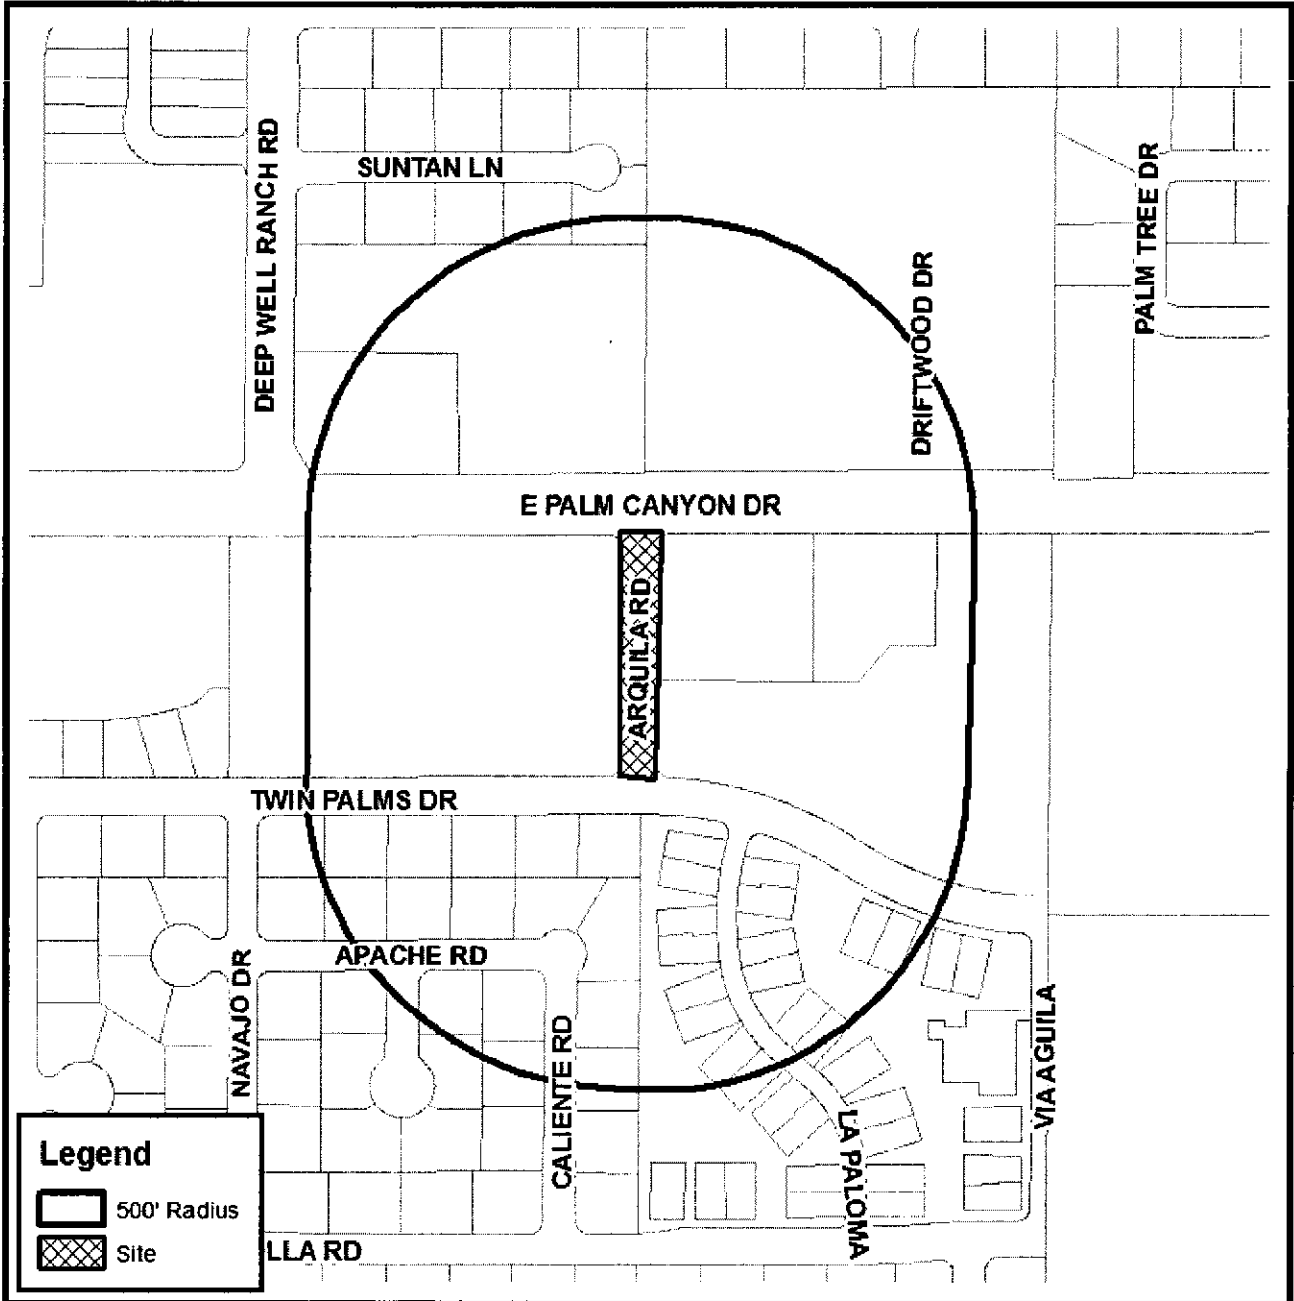 SUNTAN LN
DEEP WELL RANCH RD
PALM TREE DR
DRIFTWOOD DR
E PALM CANYON DR
ARQUILA RD
TWIN PALMS DR
APACHE RD
NAVAJO DR
CALIENTE RD
VIA AGUILA
LA PALOMA
LLA RD
Legend
500' Radius
Site